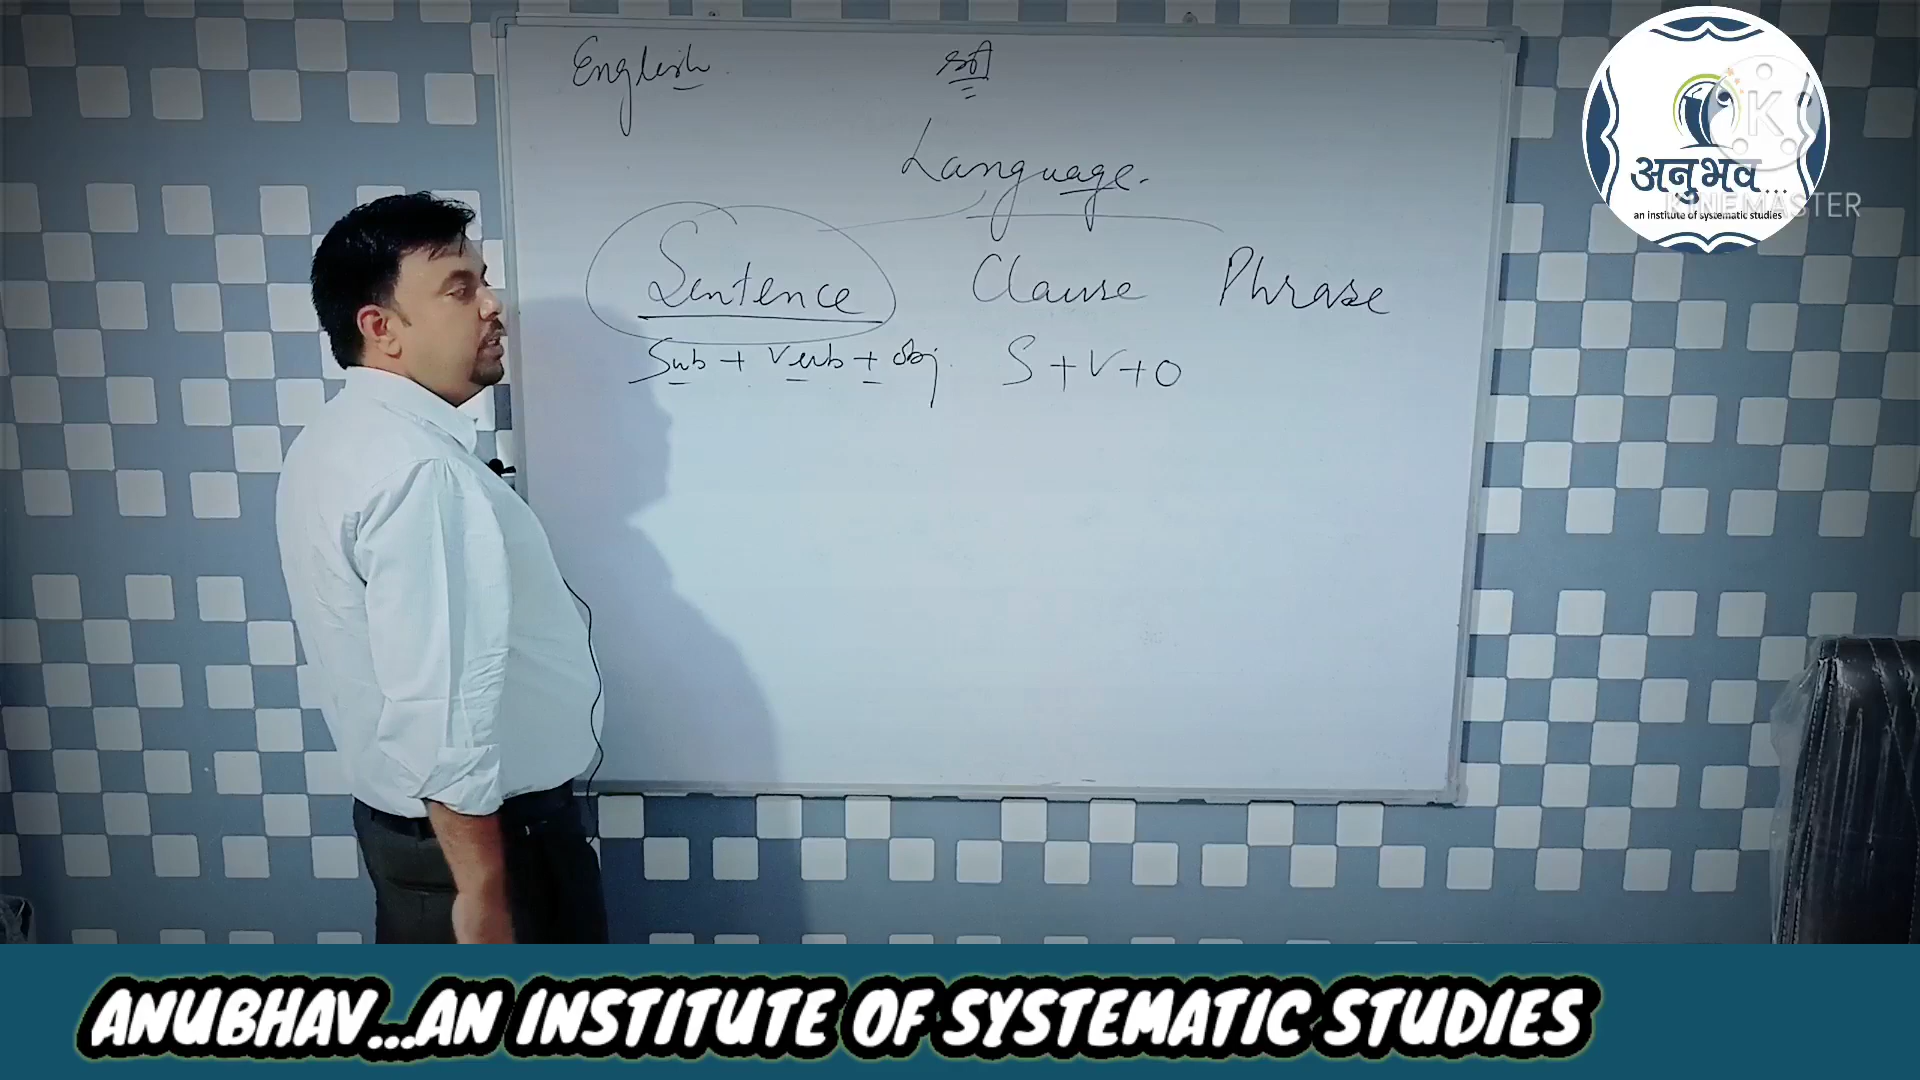 English श्री
Language.
Sentence Clause Phrase
Sub + Verb + obj. S + V + O
अनुभव...
an institute of systematic studies
KINEMASTER
ANUBHAV...AN INSTITUTE OF SYSTEMATIC STUDIES